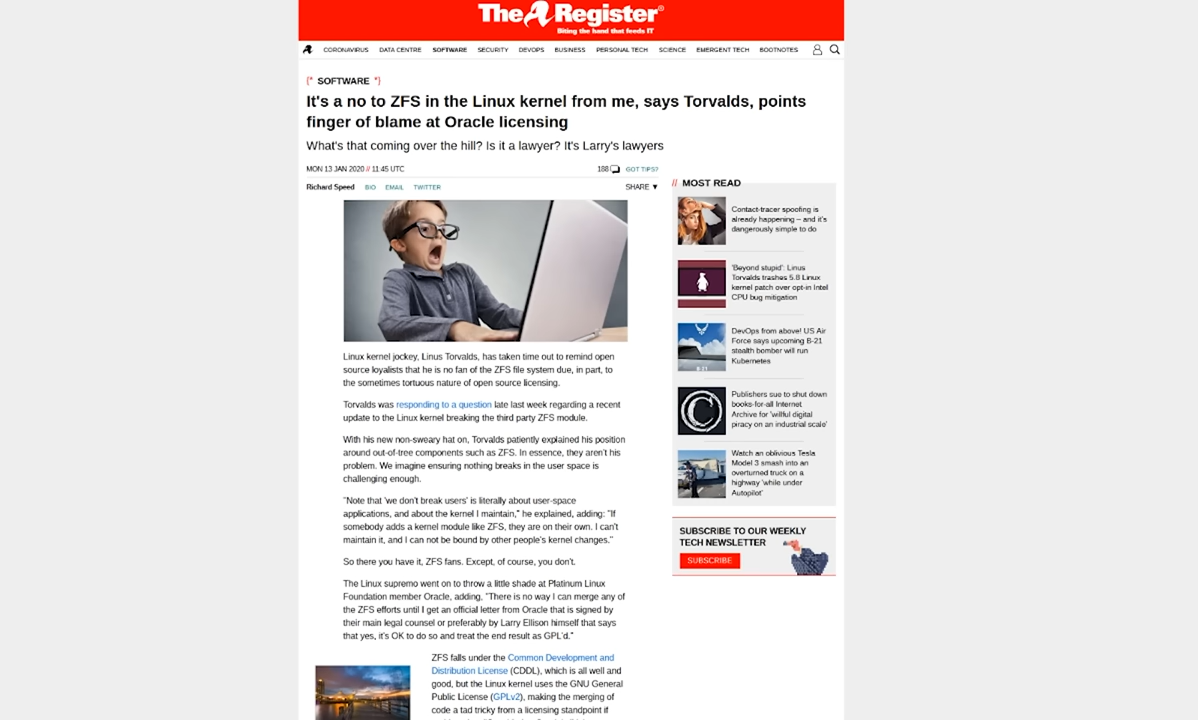 The Register®
Biting the hand that feeds IT
CORONAVIRUS DATA CENTRE SOFTWARE SECURITY DEVOPS BUSINESS PERSONAL TECH SCIENCE EMERGENT TECH BOOTNOTES
{* SOFTWARE *}
It's a no to ZFS in the Linux kernel from me, says Torvalds, points
finger of blame at Oracle licensing
What's that coming over the hill? Is it a lawyer? It's Larry's lawyers
MON 13 JAN 2020 // 11:45 UTC
188 GOT TIPS?
Richard Speed BIO EMAIL TWITTER
SHARE ▼
Linux kernel jockey, Linus Torvalds, has taken time out to remind open
source loyalists that he is no fan of the ZFS file system due, in part, to
the sometimes tortuous nature of open source licensing.
Torvalds was responding to a question late last week regarding a recent
update to the Linux kernel breaking the third party ZFS module.
With his new non-sweary hat on, Torvalds patiently explained his position
around out-of-tree components such as ZFS. In essence, they aren't his
problem. We imagine ensuring nothing breaks in the user space is
challenging enough.
"Note that 'we don't break users' is literally about user-space
applications, and about the kernel I maintain," he explained, adding: "If
somebody adds a kernel module like ZFS, they are on their own. I can't
maintain it, and I can not be bound by other people's kernel changes."
So there you have it, ZFS fans. Except, of course, you don't.
The Linux supremo went on to throw a little shade at Platinum Linux
Foundation member Oracle, adding, "There is no way I can merge any of
the ZFS efforts until I get an official letter from Oracle that is signed by
their main legal counsel or preferably by Larry Ellison himself that says
that yes, it's OK to do so and treat the end result as GPL'd."
ZFS falls under the Common Development and
Distribution License (CDDL), which is all well and
good, but the Linux kernel uses the GNU General
Public License (GPLv2), making the merging of
code a tad tricky from a licensing standpoint if
// MOST READ
Contact-tracer spoofing is
already happening – and it's
dangerously simple to do
'Beyond stupid': Linus
Torvalds trashes 5.8 Linux
kernel patch over opt-in Intel
CPU bug mitigation
DevOps from above! US Air
Force says upcoming B-21
stealth bomber will run
Kubernetes
B-21
Publishers sue to shut down
books-for-all Internet
Archive for 'wilful digital
piracy on an industrial scale'
Watch an oblivious Tesla
Model 3 smash into an
overturned truck on a
highway 'while under
Autopilot'
SUBSCRIBE TO OUR WEEKLY
TECH NEWSLETTER
SUBSCRIBE